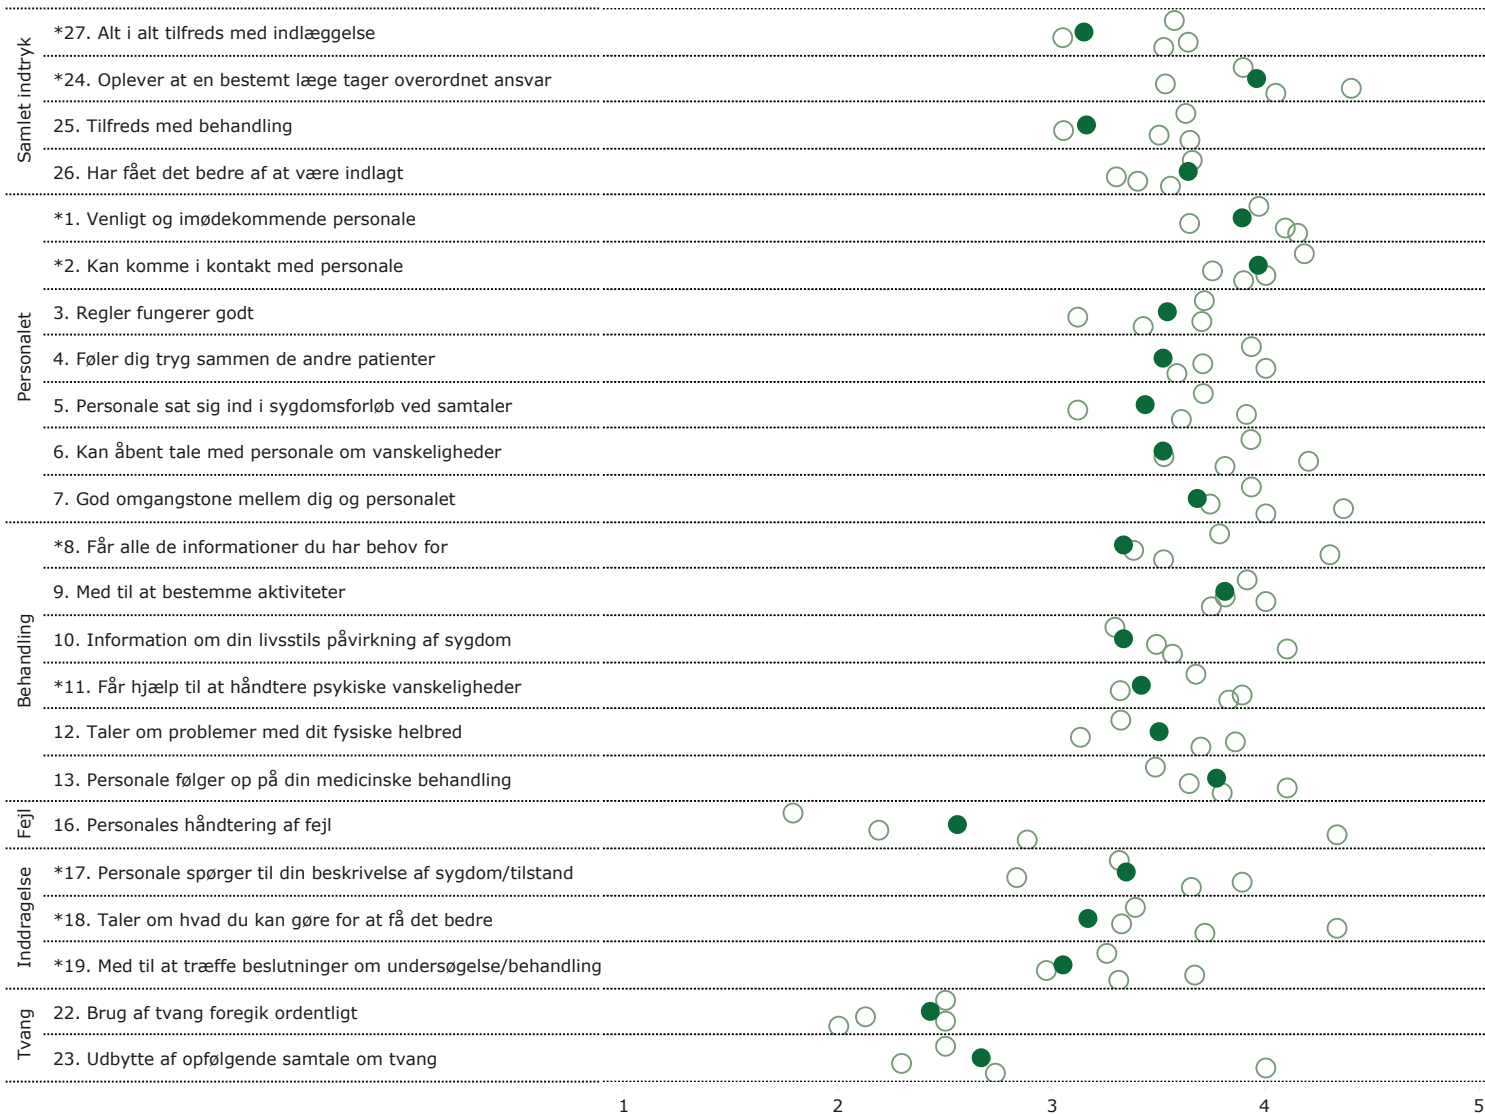 Samlet indtryk
*27. Alt i alt tilfreds med indlæggelse
*24. Oplever at en bestemt læge tager overordnet ansvar
25. Tilfreds med behandling
26. Har fået det bedre af at være indlagt
Personalet
*1. Venligt og imødekommende personale
*2. Kan komme i kontakt med personale
3. Regler fungerer godt
4. Føler dig tryg sammen de andre patienter
5. Personale sat sig ind i sygdomsforløb ved samtaler
6. Kan åbent tale med personale om vanskeligheder
7. God omgangstone mellem dig og personalet
Behandling
*8. Får alle de informationer du har behov for
9. Med til at bestemme aktiviteter
10. Information om din livsstils påvirkning af sygdom
*11. Får hjælp til at håndtere psykiske vanskeligheder
12. Taler om problemer med dit fysiske helbred
13. Personale følger op på din medicinske behandling
Fejl
16. Personales håndtering af fejl
Inddragelse
*17. Personale spørger til din beskrivelse af sygdom/tilstand
*18. Taler om hvad du kan gøre for at få det bedre
*19. Med til at træffe beslutninger om undersøgelse/behandling
Tvang
22. Brug af tvang foregik ordentligt
23. Udbytte af opfølgende samtale om tvang
1 2 3 4 5